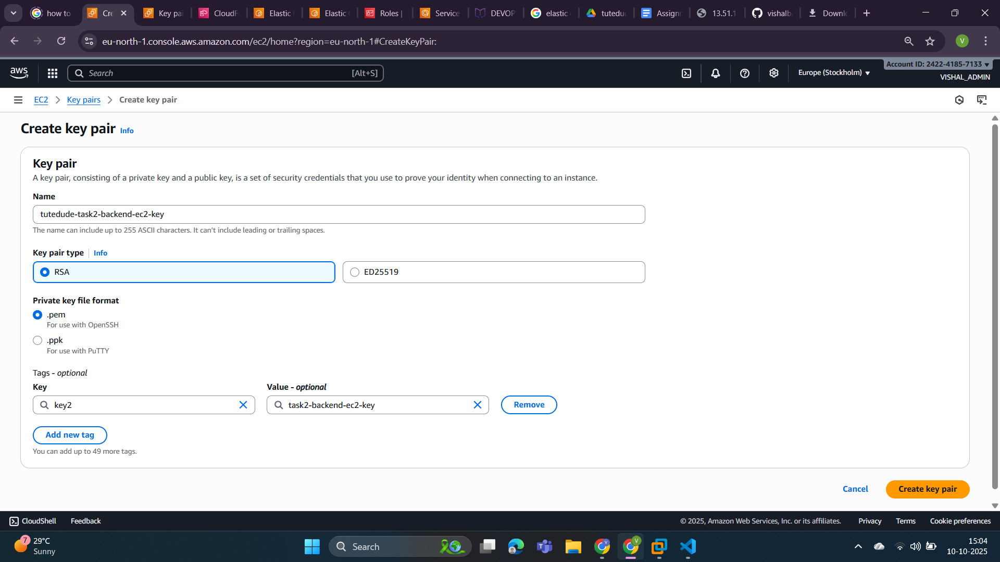 how to
Cre
Key pai
CloudF
Elastic
Elastic
Roles |
Service
DEVOP
elastic
tutedu
Assignr
13.51.1
vishalb
Downlo
eu-north-1.console.aws.amazon.com/ec2/home?region=eu-north-1#CreateKeyPair:
V
aws
Search
[Alt+S]
Europe (Stockholm)
Account ID: 2422-4185-7133
VISHAL_ADMIN
EC2
Key pairs
Create key pair
Create key pair Info
Key pair
A key pair, consisting of a private key and a public key, is a set of security credentials that you use to prove your identity when connecting to an instance.
Name
tutedude-task2-backend-ec2-key
The name can include up to 255 ASCII characters. It can't include leading or trailing spaces.
Key pair type | Info
RSA
ED25519
Private key file format
.pem
For use with OpenSSH
.ppk
For use with PuTTY
Tags - optional
Key
Value - optional
key2
task2-backend-ec2-key
Remove
Add new tag
You can add up to 49 more tags.
Cancel
Create key pair
CloudShell
Feedback
© 2025, Amazon Web Services, Inc. or its affiliates.
Privacy
Terms
Cookie preferences
7
29°C
Sunny
Search
V
V
15:04
10-10-2025